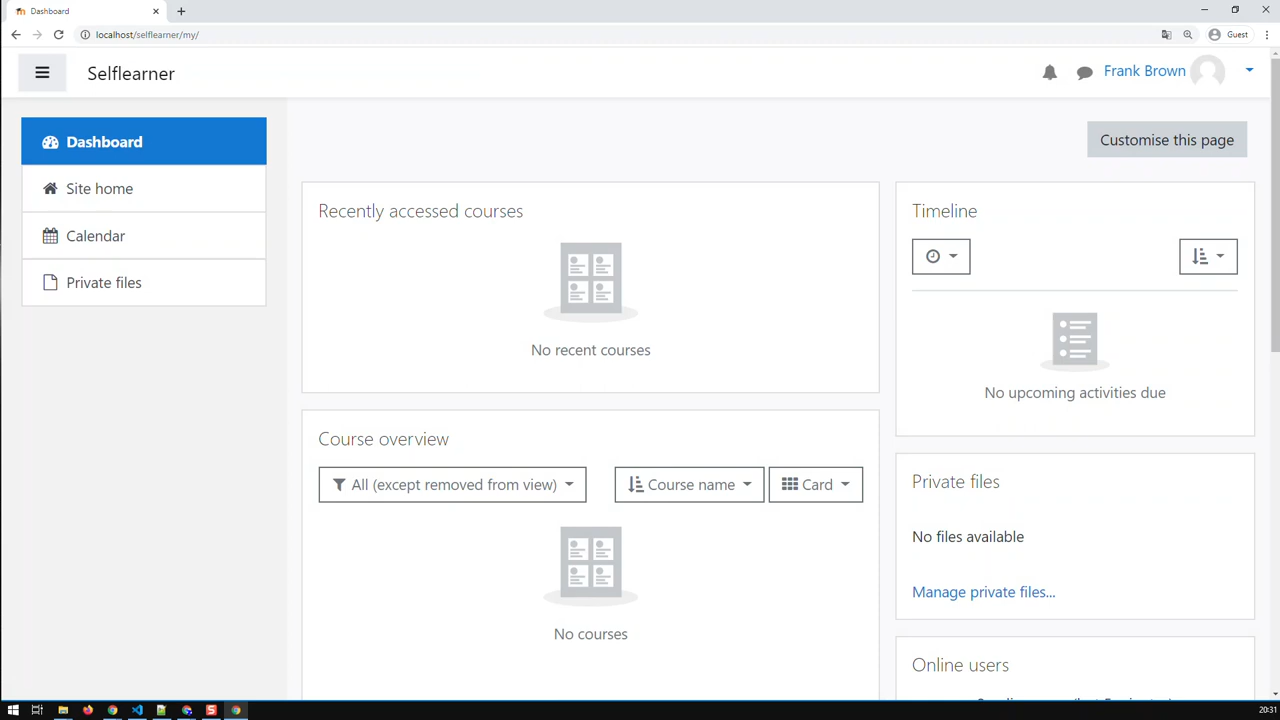 Dashboard
localhost/selflearner/my/
Guest
Selflearner
Frank Brown
Dashboard
Site home
Calendar
Private files
Customise this page
Recently accessed courses
No recent courses
Course overview
All (except removed from view)
Course name
Card
No courses
Timeline
No upcoming activities due
Private files
No files available
Manage private files...
Online users
20:31